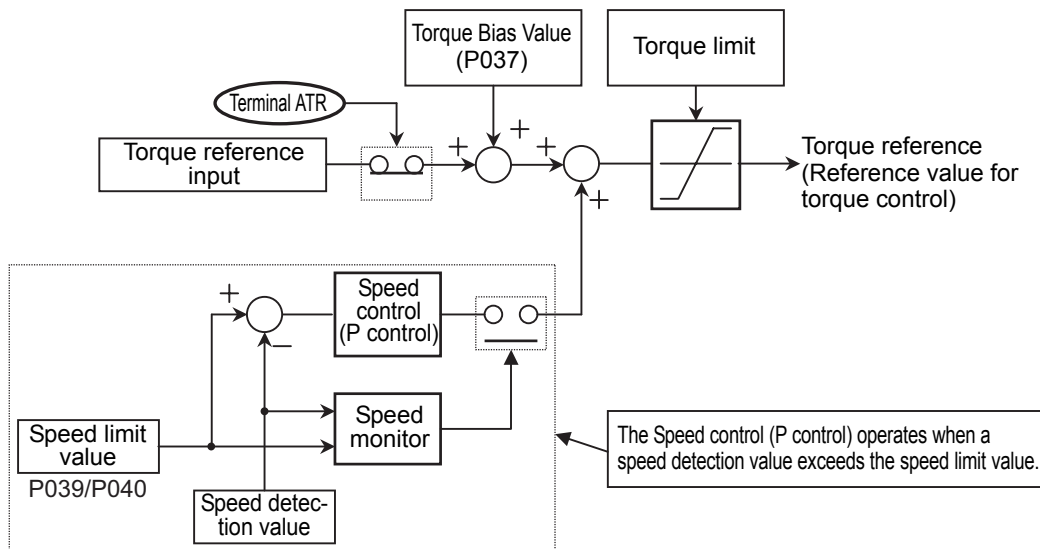 Torque Bias Value
(P037)
Torque limit
Terminal ATR
Torque reference
input
+
+
+
+
Torque reference
(Reference value for
torque control)
Speed
control
(P control)
+
−
Speed
monitor
Speed limit
value
P039/P040
Speed detec-
tion value
The Speed control (P control) operates when a
speed detection value exceeds the speed limit value.